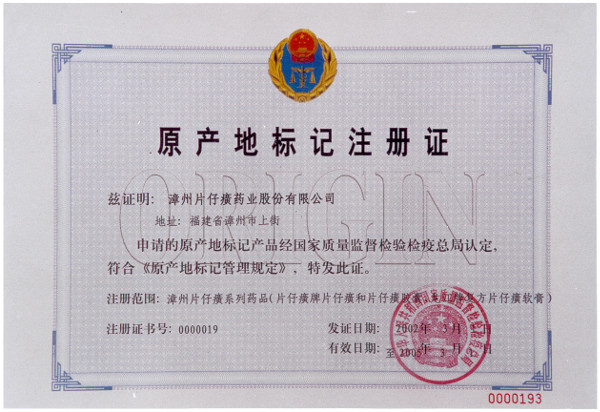 原产地标记注册证
ORIGIN
兹证明：漳州片仔癀药业股份有限公司
地址：福建省漳州市上街
申请的原产地标记产品经国家质量监督检验检疫总局认定，
符合《原产地标记管理规定》，特发此证。
注册范围：漳州片仔癀系列药品(片仔癀牌片仔癀和片仔癀胶囊、方片仔癀软膏)
注册证书号：0000019
发证日期：2002年 3月 日
有效日期：至2005年 3月 日
0000193